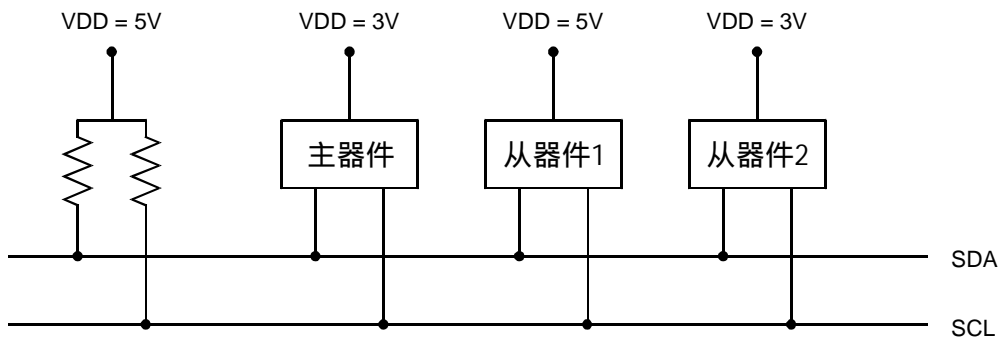 VDD = 5V
VDD = 3V
VDD = 5V
VDD = 3V
主器件
从器件1
从器件2
SDA
SCL